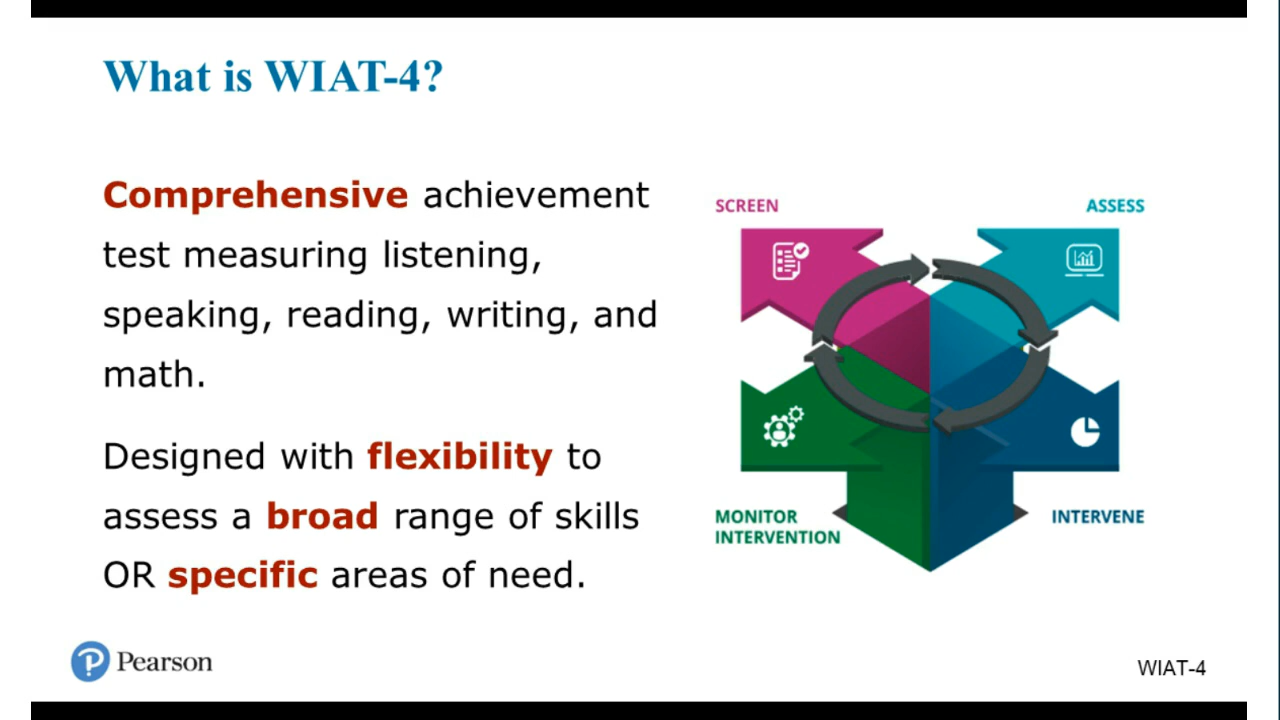 What is WIAT-4?
Comprehensive achievement
test measuring listening,
speaking, reading, writing, and
math.
Designed with flexibility to
assess a broad range of skills
OR specific areas of need.
SCREEN
ASSESS
MONITOR
INTERVENTION
INTERVENE
Pearson
WIAT-4